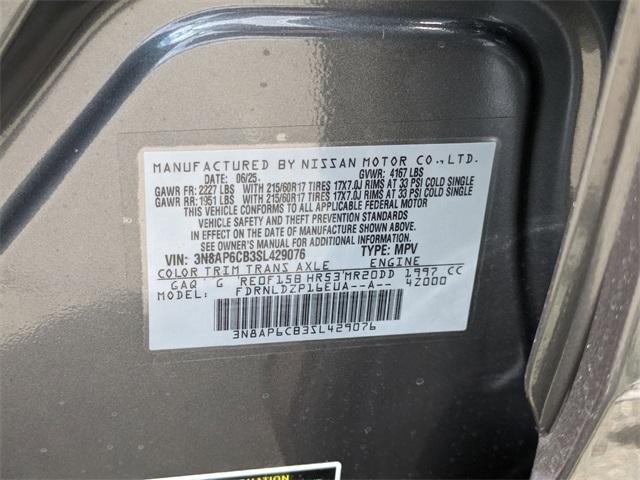 MANUFACTURED BY NISSAN MOTOR CO.,LTD.
DATE: 06/25. GVWR: 4167 LBS
GAWR FR: 2227 LBS WITH 215/60R17 TIRES 17X7.0J RIMS AT 33 PSI COLD SINGLE
GAWR RR: 1951 LBS WITH 215/60R17 TIRES 17X7.0J RIMS AT 33 PSI COLD SINGLE
THIS VEHICLE CONFORMS TO ALL APPLICABLE FEDERAL MOTOR
VEHICLE SAFETY AND THEFT PREVENTION STANDARDS
IN EFFECT ON THE DATE OF MANUFACTURE SHOWN ABOVE.
SEE OWNER'S MANUAL FOR ADDITIONAL INFORMATION.
VIN: 3N8AP6CB3SL429076 TYPE: MPV
COLOR TRIM TRANS AXLE ENGINE
GAQ G RE0F15B HR53 MR20DD 1997 CC
MODEL: FDRNLDZP16EUA--A-- 4Z000
3N8AP6CB3SL429076